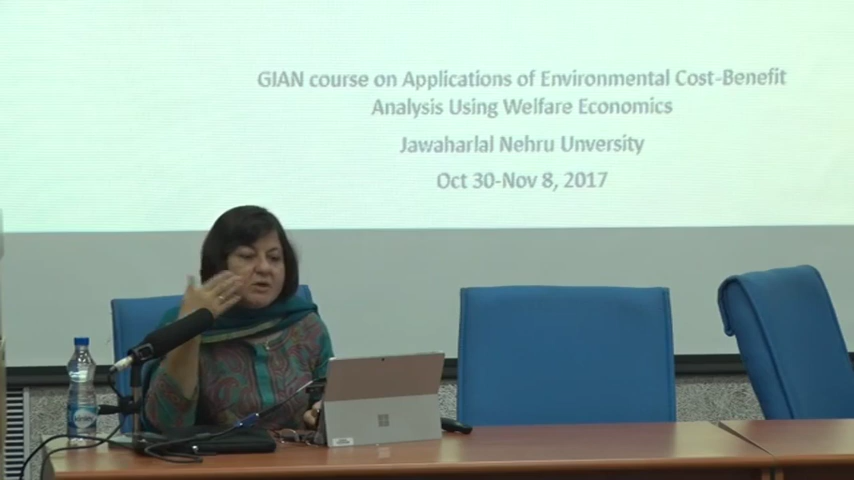 GIAN course on Applications of Environmental Cost-Benefit
Analysis Using Welfare Economics
Jawaharlal Nehru Unversity
Oct 30-Nov 8, 2017